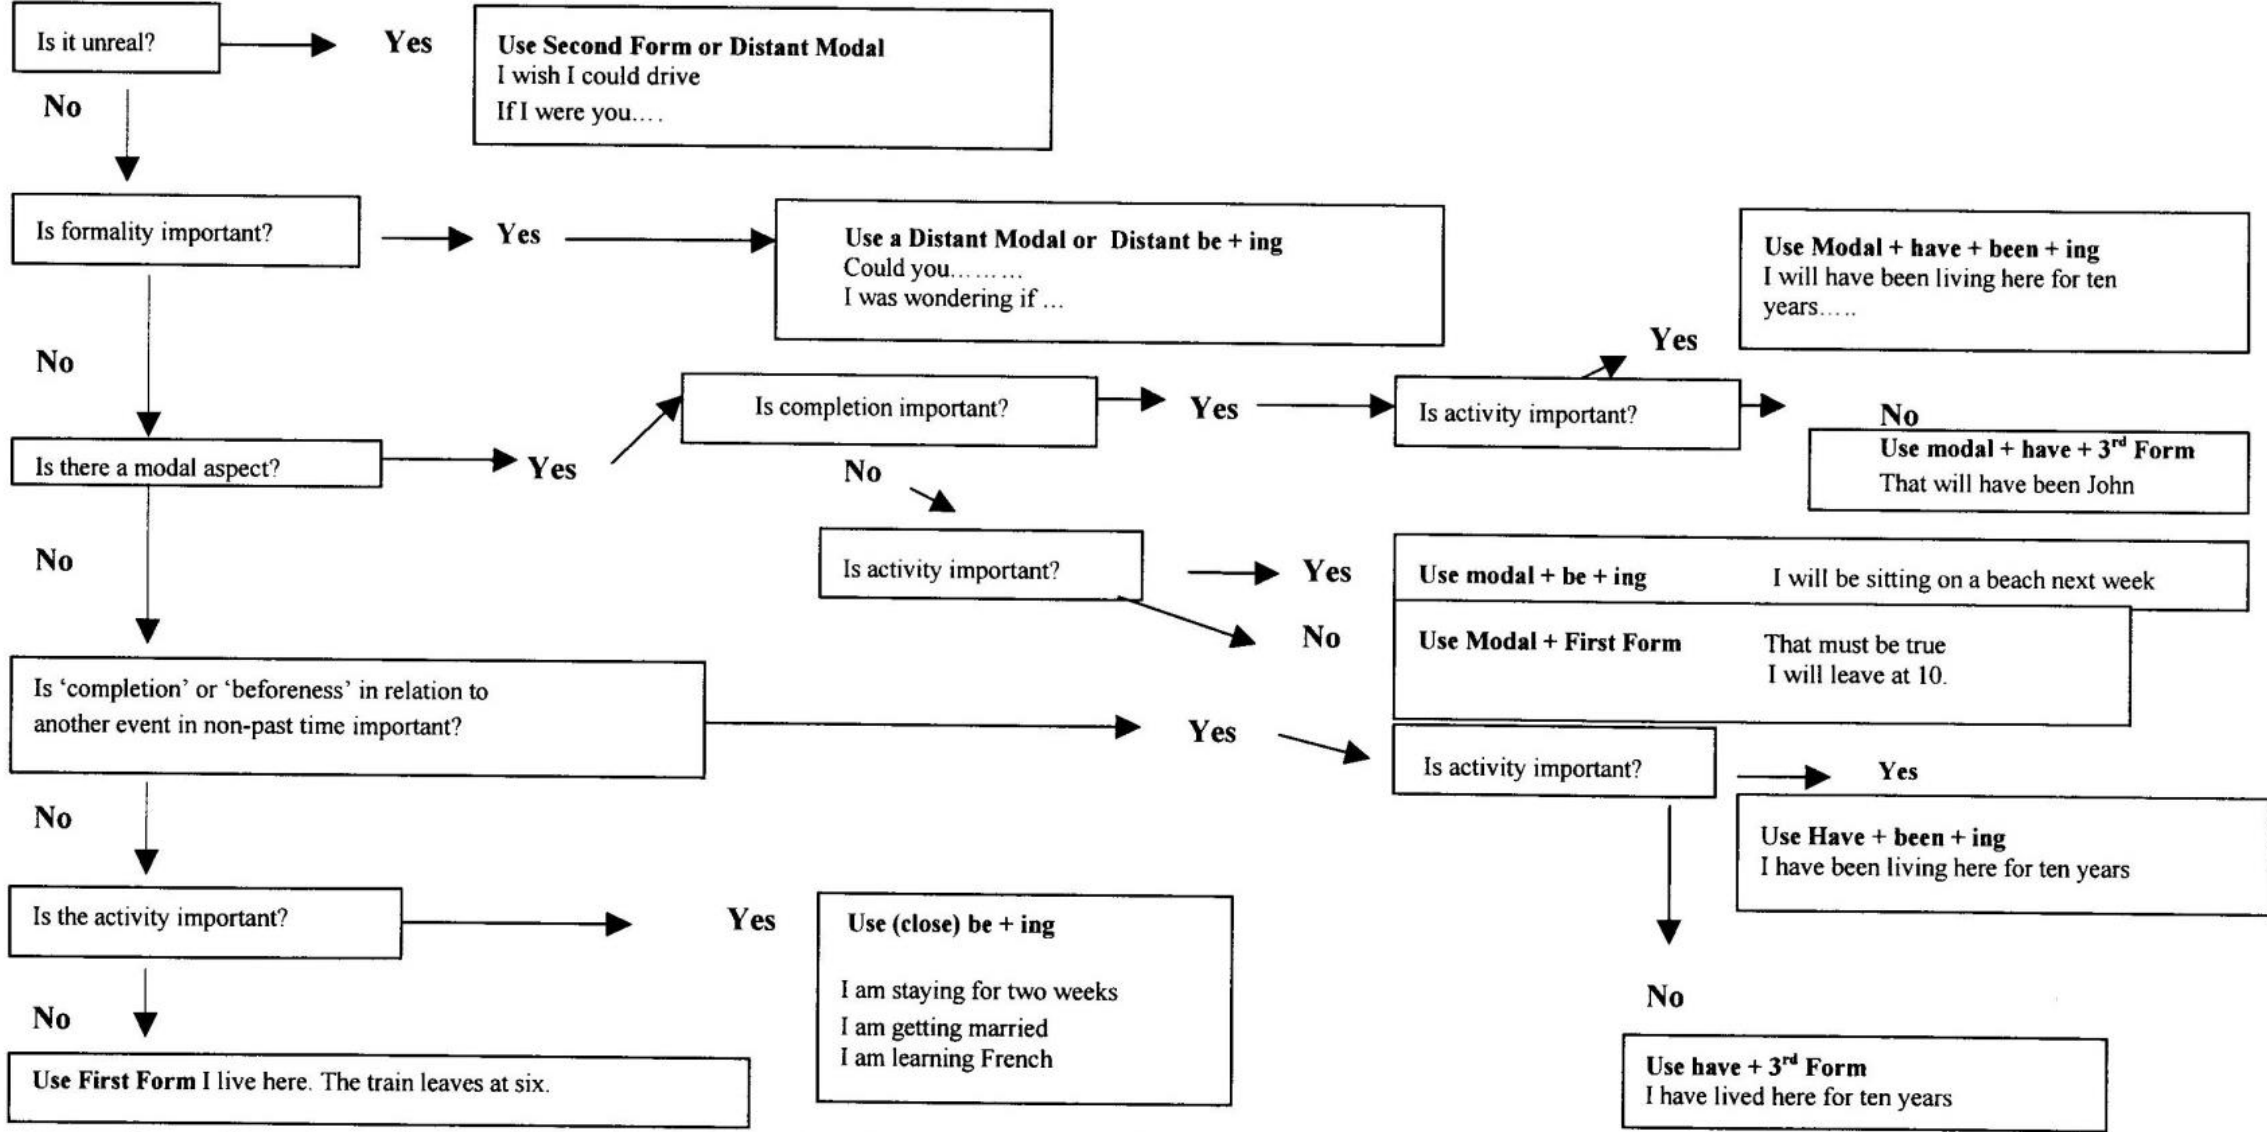 Is it unreal?
Yes
Use Second Form or Distant Modal
I wish I could drive
If I were you....
No
Is formality important?
Yes
Use a Distant Modal or Distant be + ing
Could you.........
I was wondering if ...
Use Modal + have + been + ing
I will have been living here for ten
years.....
No
Yes
Is completion important?
Yes
Is activity important?
No
Use modal + have + 3rd Form
That will have been John
Is there a modal aspect?
Yes
No
Is activity important?
Yes
Use modal + be + ing I will be sitting on a beach next week
No
Use Modal + First Form That must be true
I will leave at 10.
No
Is ‘completion’ or ‘beforeness’ in relation to
another event in non-past time important?
Yes
Is activity important?
Yes
Use Have + been + ing
I have been living here for ten years
No
Is the activity important?
Yes
Use (close) be + ing
I am staying for two weeks
I am getting married
I am learning French
No
Use have + 3rd Form
I have lived here for ten years
No
Use First Form I live here. The train leaves at six.